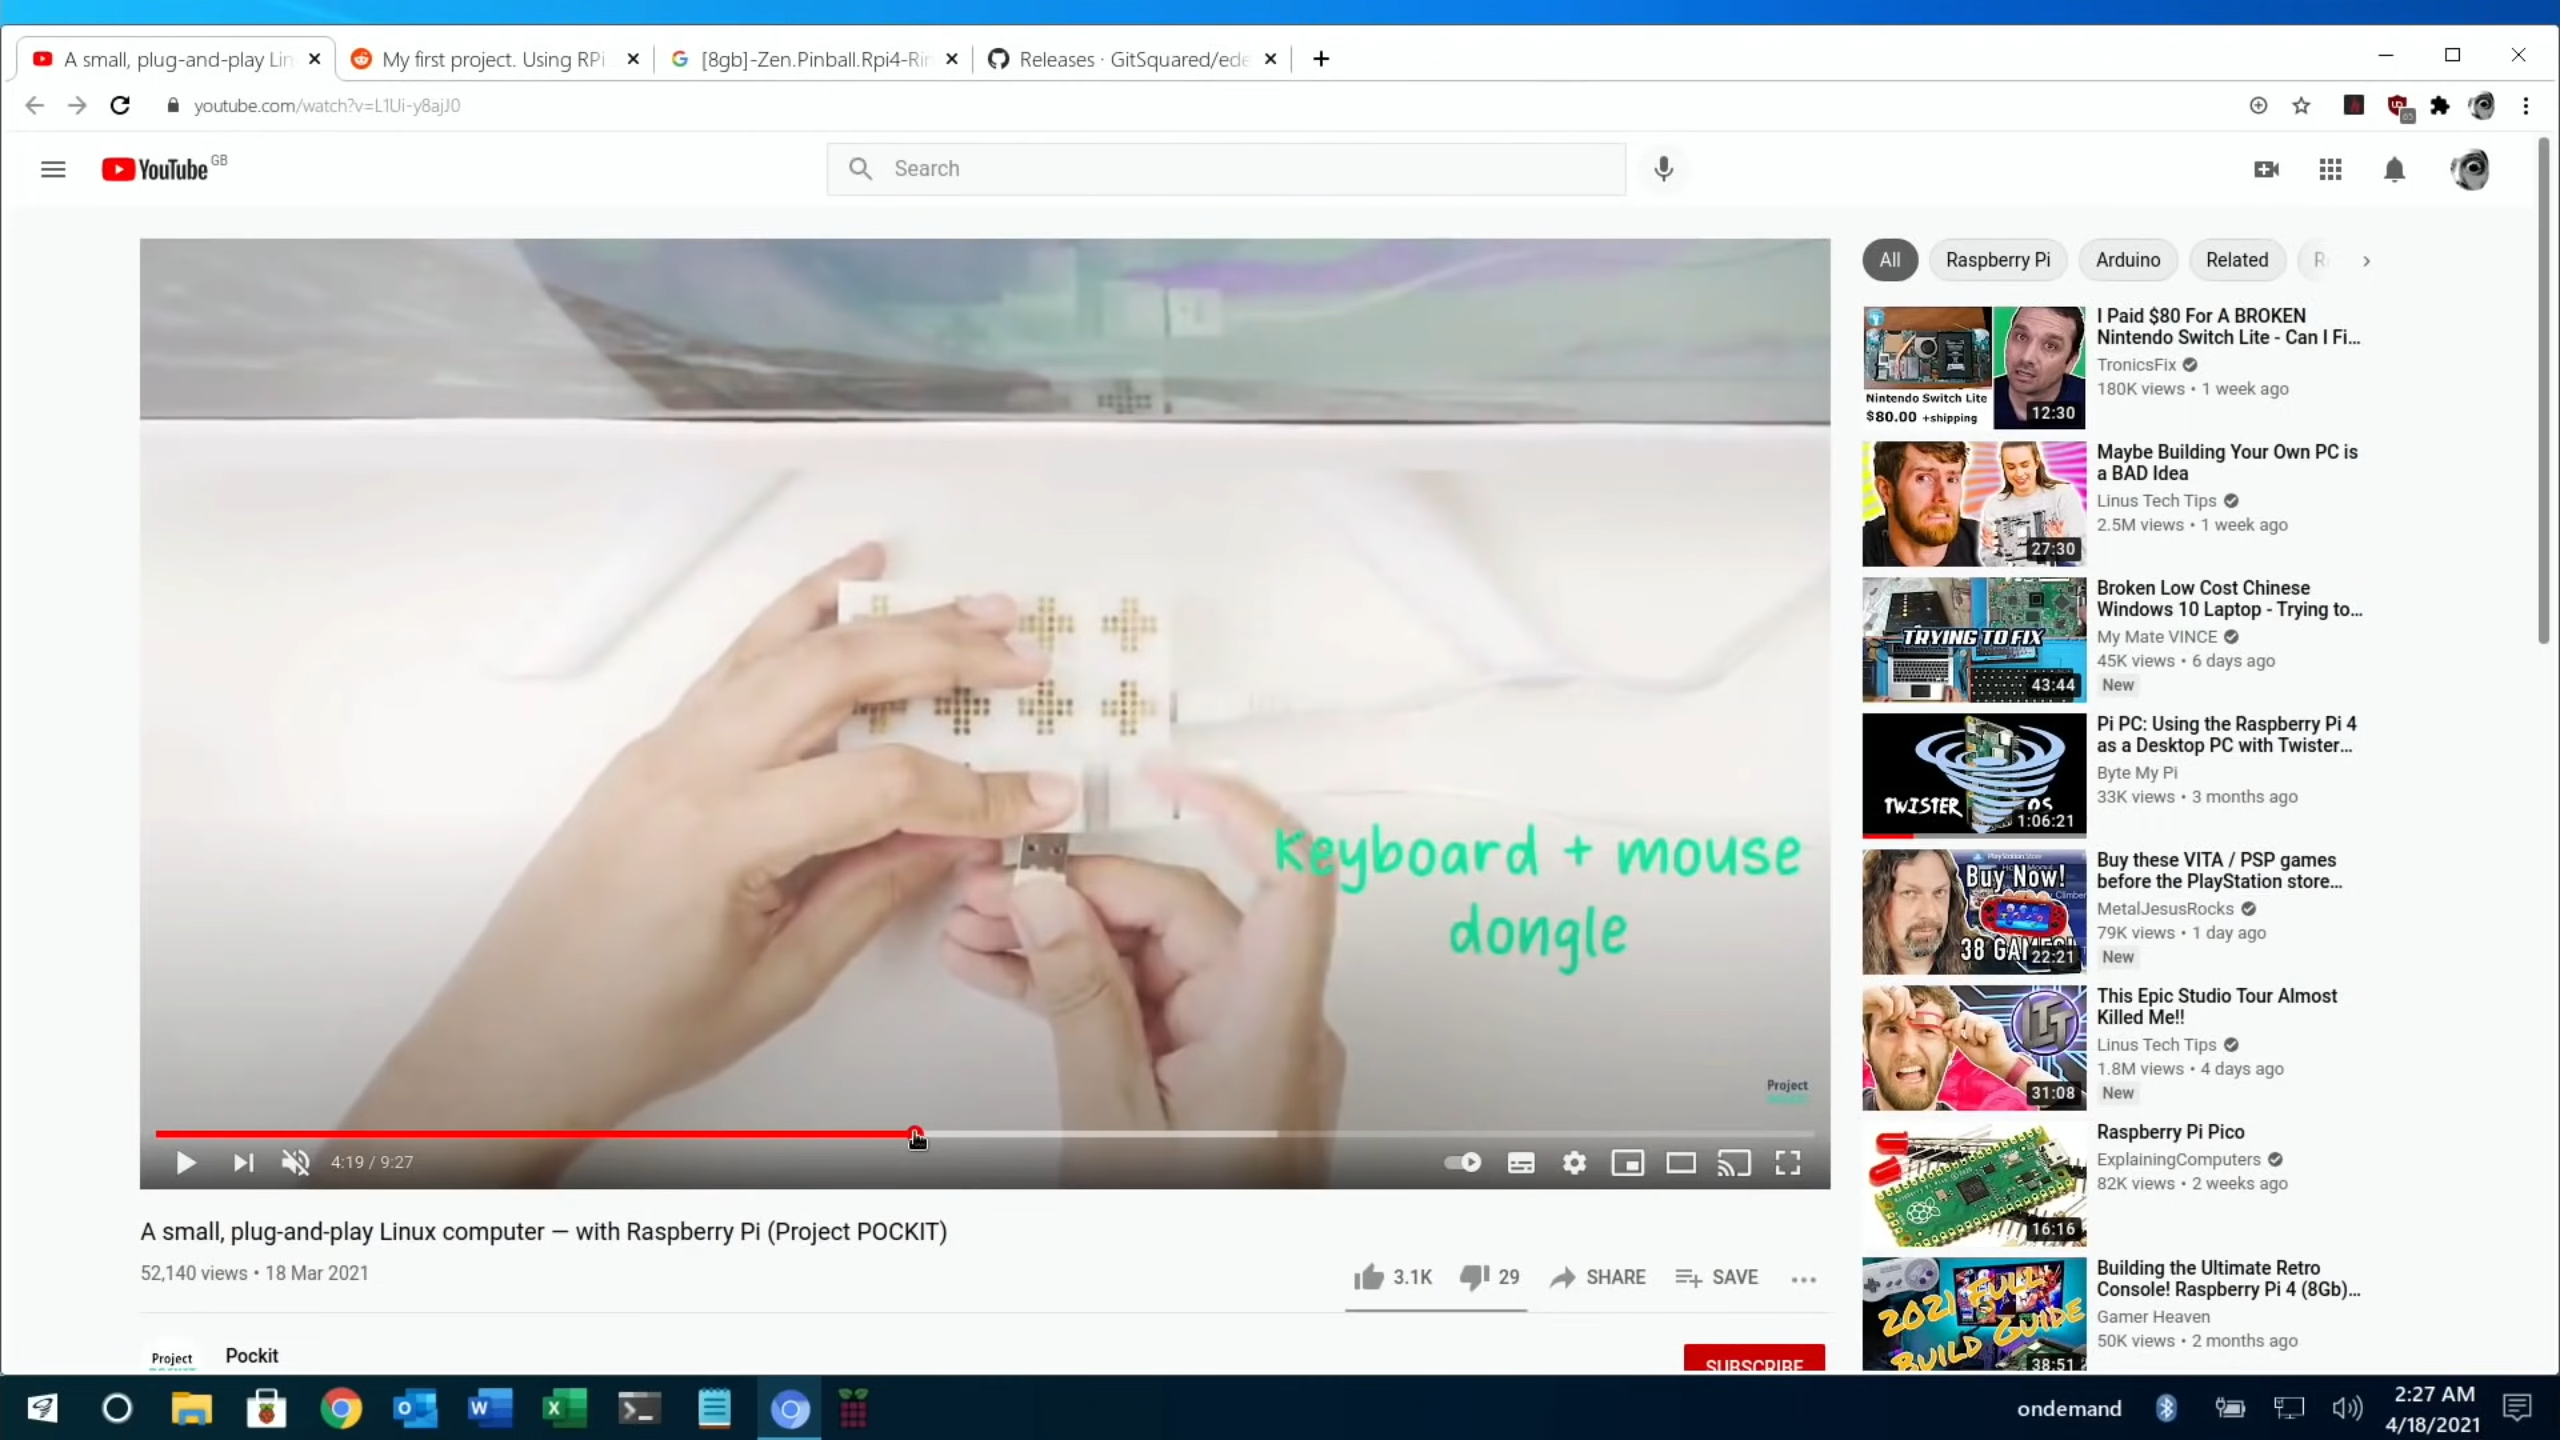 A small, plug-and-play Lin
My first project. Using RPi
[8gb]-Zen.Pinball.Rpi4-Rin
Releases · GitSquared/ede
youtube.com/watch?v=L1Ui-y8ajJ0
65
YouTube GB
Search
Keyboard + mouse
dongle
Project
4:19 / 9:27
A small, plug-and-play Linux computer — with Raspberry Pi (Project POCKIT)
52,140 views • 18 Mar 2021
3.1K
29
SHARE
SAVE
Project
Pockit
SUBSCRIBE
All
Raspberry Pi
Arduino
Related
Nintendo Switch Lite
$80.00 +shipping
12:30
I Paid $80 For A BROKEN
Nintendo Switch Lite - Can I Fi...
TronicsFix
180K views • 1 week ago
27:30
Maybe Building Your Own PC is
a BAD Idea
Linus Tech Tips
2.5M views • 1 week ago
TRYING TO FIX
43:44
Broken Low Cost Chinese
Windows 10 Laptop - Trying to...
My Mate VINCE
45K views • 6 days ago
New
TWISTER OS
1:06:21
Pi PC: Using the Raspberry Pi 4
as a Desktop PC with Twister...
Byte My Pi
33K views • 3 months ago
Buy Now!
38 GAMES!
22:21
Buy these VITA / PSP games
before the PlayStation store...
MetalJesusRocks
79K views • 1 day ago
New
LTT
31:08
This Epic Studio Tour Almost
Killed Me!!
Linus Tech Tips
1.8M views • 4 days ago
New
16:16
Raspberry Pi Pico
ExplainingComputers
82K views • 2 weeks ago
2021 FULL
BUILD GUIDE
38:51
Building the Ultimate Retro
Console! Raspberry Pi 4 (8Gb)...
Gamer Heaven
50K views • 2 months ago
ondemand
2:27 AM
4/18/2021